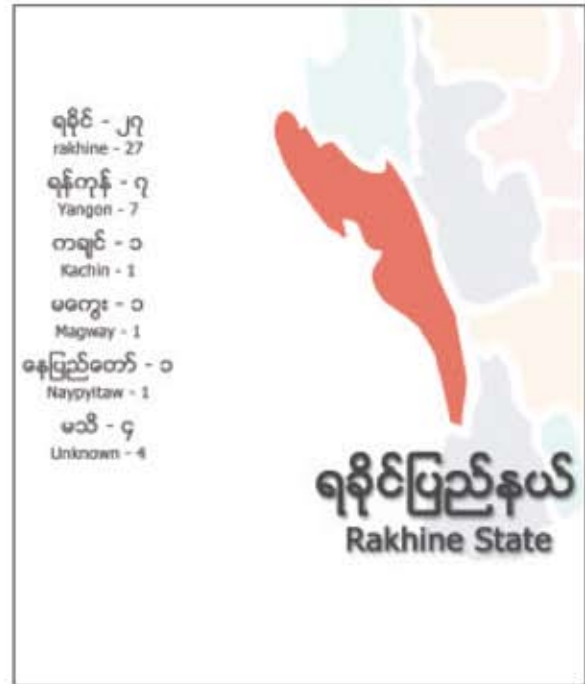 ရခိုင် - ၂၇
rakhine - 27
ရန်ကုန် - ၇
Yangon - 7
ကချင် - ၁
Kachin - 1
မကွေး - ၁
Magway - 1
နေပြည်တော် - ၁
Naypyitaw - 1
မသိ - ၄
Unknown - 4
ရခိုင်ပြည်နယ်
Rakhine State